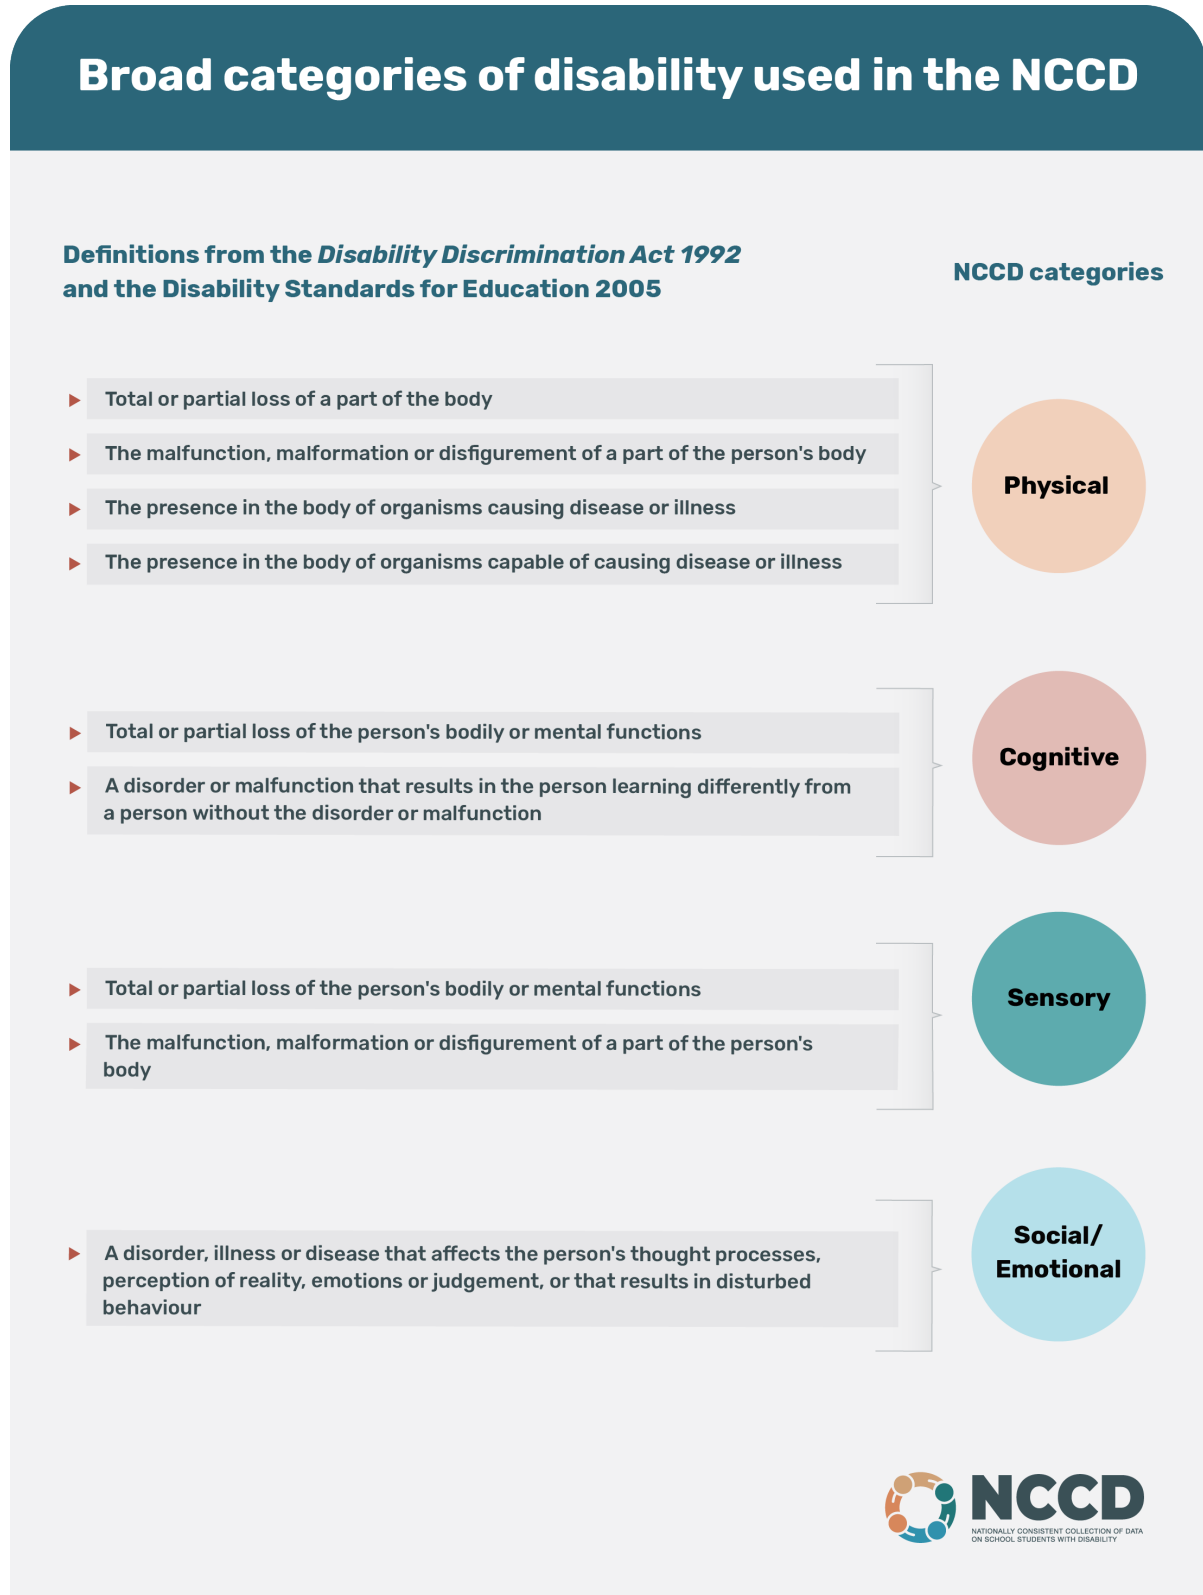 Broad categories of disability used in the NCCD
Definitions from the Disability Discrimination Act 1992
and the Disability Standards for Education 2005
NCCD categories
Total or partial loss of a part of the body
The malfunction, malformation or disfigurement of a part of the person's body
The presence in the body of organisms causing disease or illness
The presence in the body of organisms capable of causing disease or illness
Physical
Total or partial loss of the person's bodily or mental functions
A disorder or malfunction that results in the person learning differently from
a person without the disorder or malfunction
Cognitive
Total or partial loss of the person's bodily or mental functions
The malfunction, malformation or disfigurement of a part of the person's
body
Sensory
A disorder, illness or disease that affects the person's thought processes,
perception of reality, emotions or judgement, or that results in disturbed
behaviour
Social/
Emotional
NCCD
NATIONALLY CONSISTENT COLLECTION OF DATA
ON SCHOOL STUDENTS WITH DISABILITY